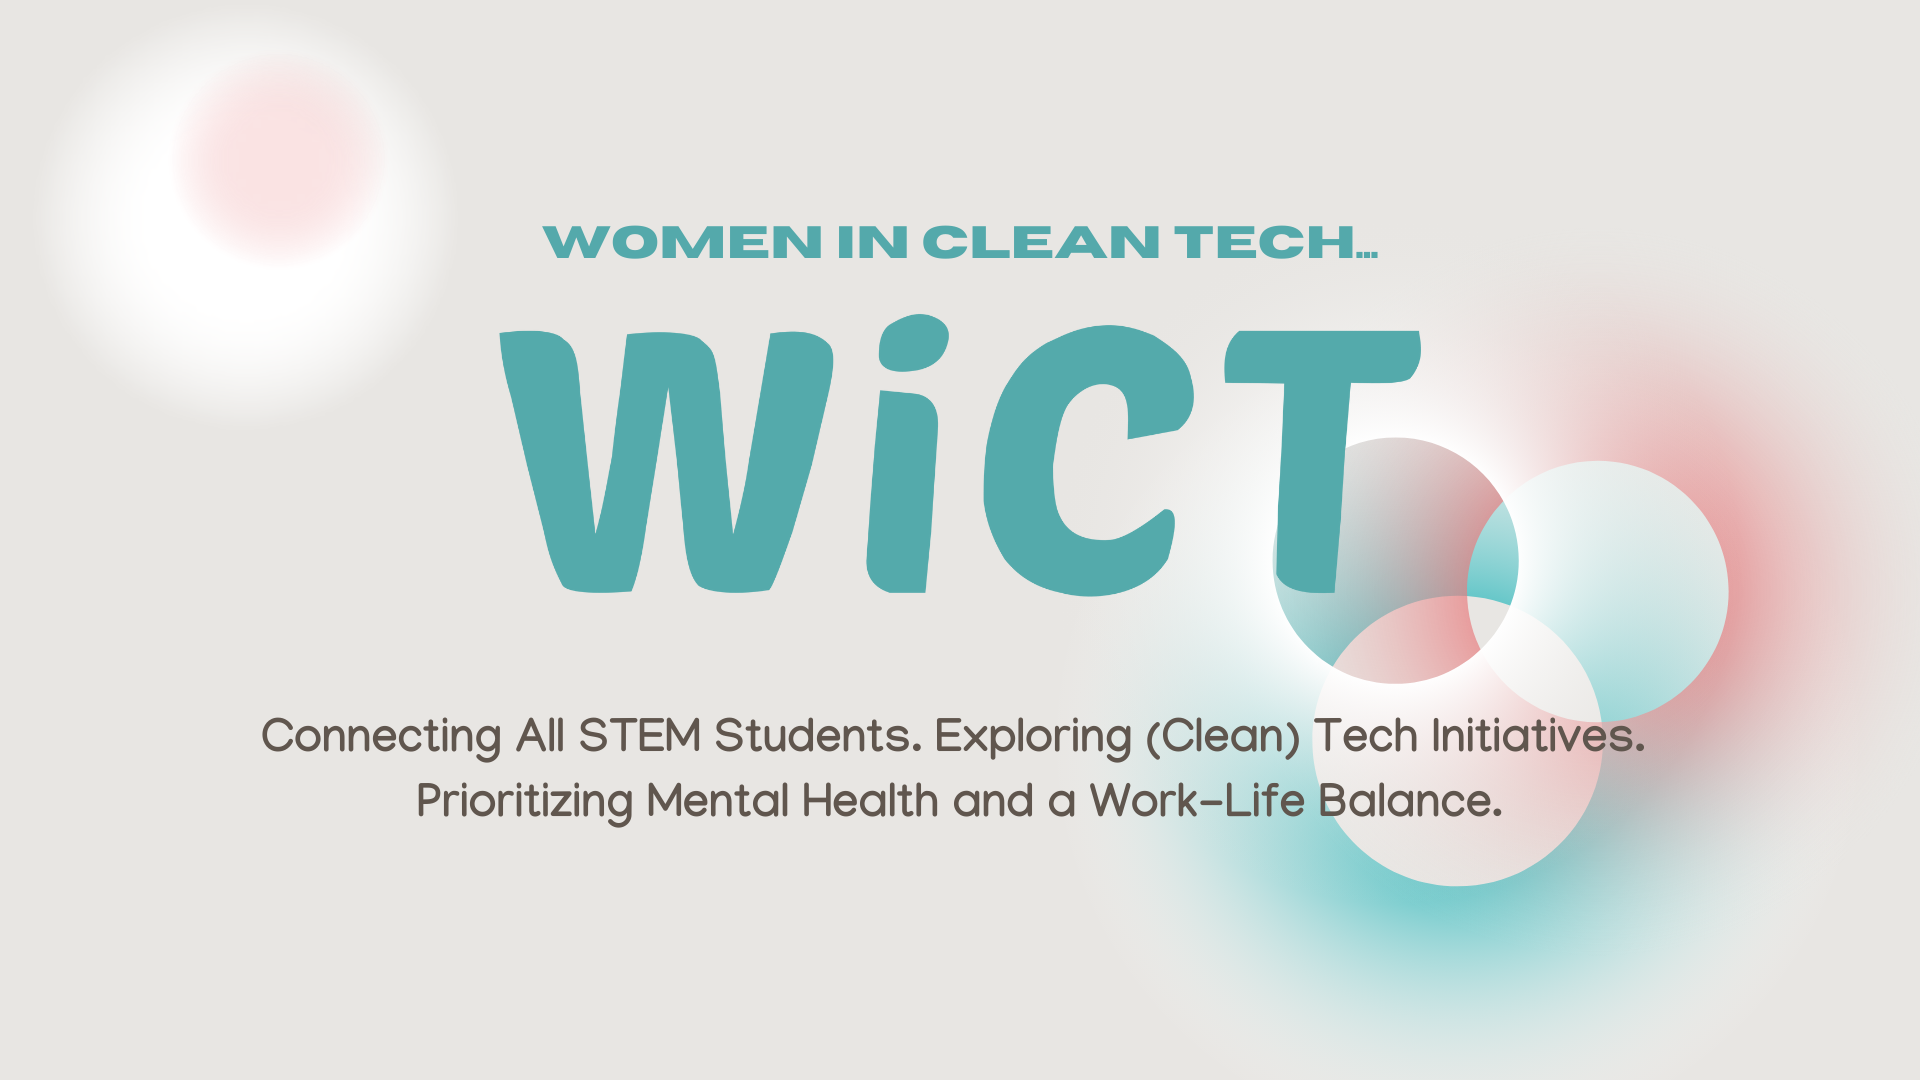 WOMEN IN CLEAN TECH...
WiCT
Connecting All STEM Students. Exploring (Clean) Tech Initiatives.
Prioritizing Mental Health and a Work-Life Balance.